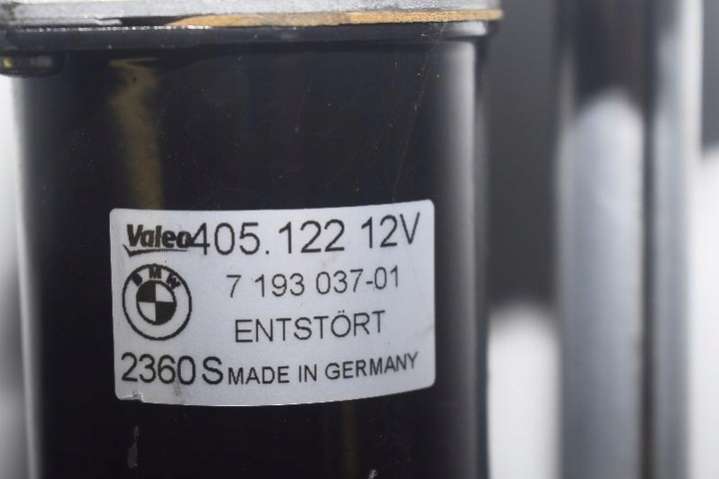 Valeo 405.122 12V
BMW
7 193 037-01
ENTSTÖRT
2360 S MADE IN GERMANY